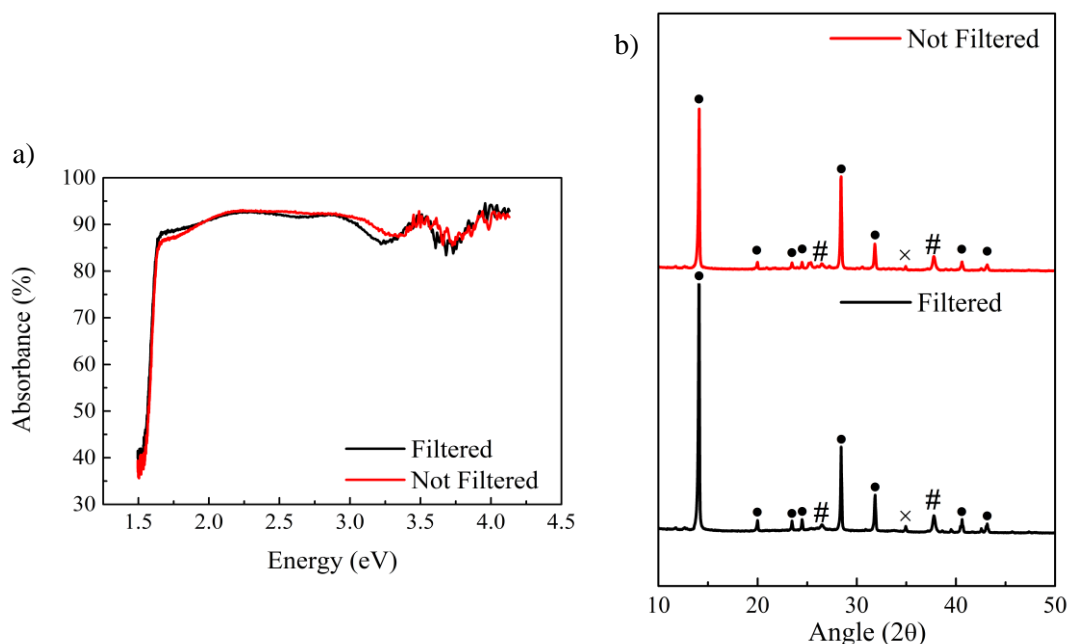 a)
Absorbance (%)
100
90
80
70
60
50
40
30
1.5 2.0 2.5 3.0 3.5 4.0 4.5
Energy (eV)
Filtered
Not Filtered
b)
Not Filtered
# × #
Filtered
# × #
10 20 30 40 50
Angle (2θ)